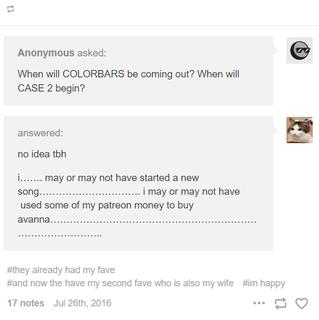 Anonymous asked:
When will COLORBARS be coming out? When will
CASE 2 begin?
answered:
no idea tbh
i……. may or may not have started a new
song…………………………. i may or may not have
used some of my patreon money to buy
avanna…………………………………………………………
……………………..
#they already had my fave
#and now the have my second fave who is also my wife #im happy
17 notes Jul 26th, 2016